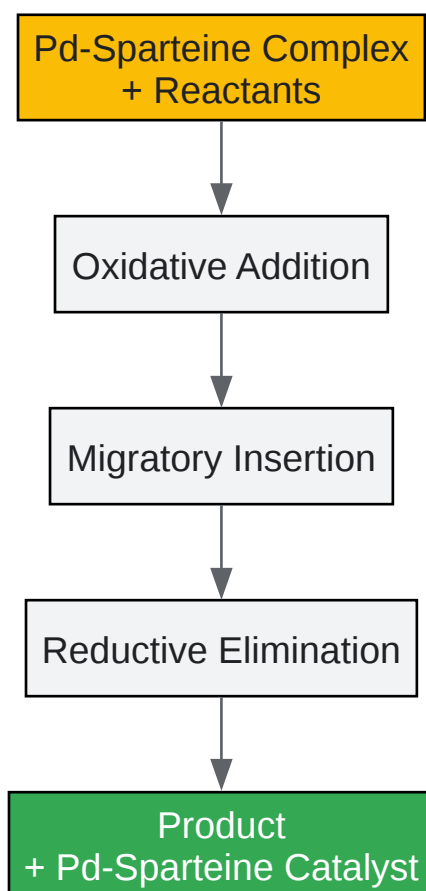 Pd-Sparteine Complex
+ Reactants
Oxidative Addition
Migratory Insertion
Reductive Elimination
Product
+ Pd-Sparteine Catalyst